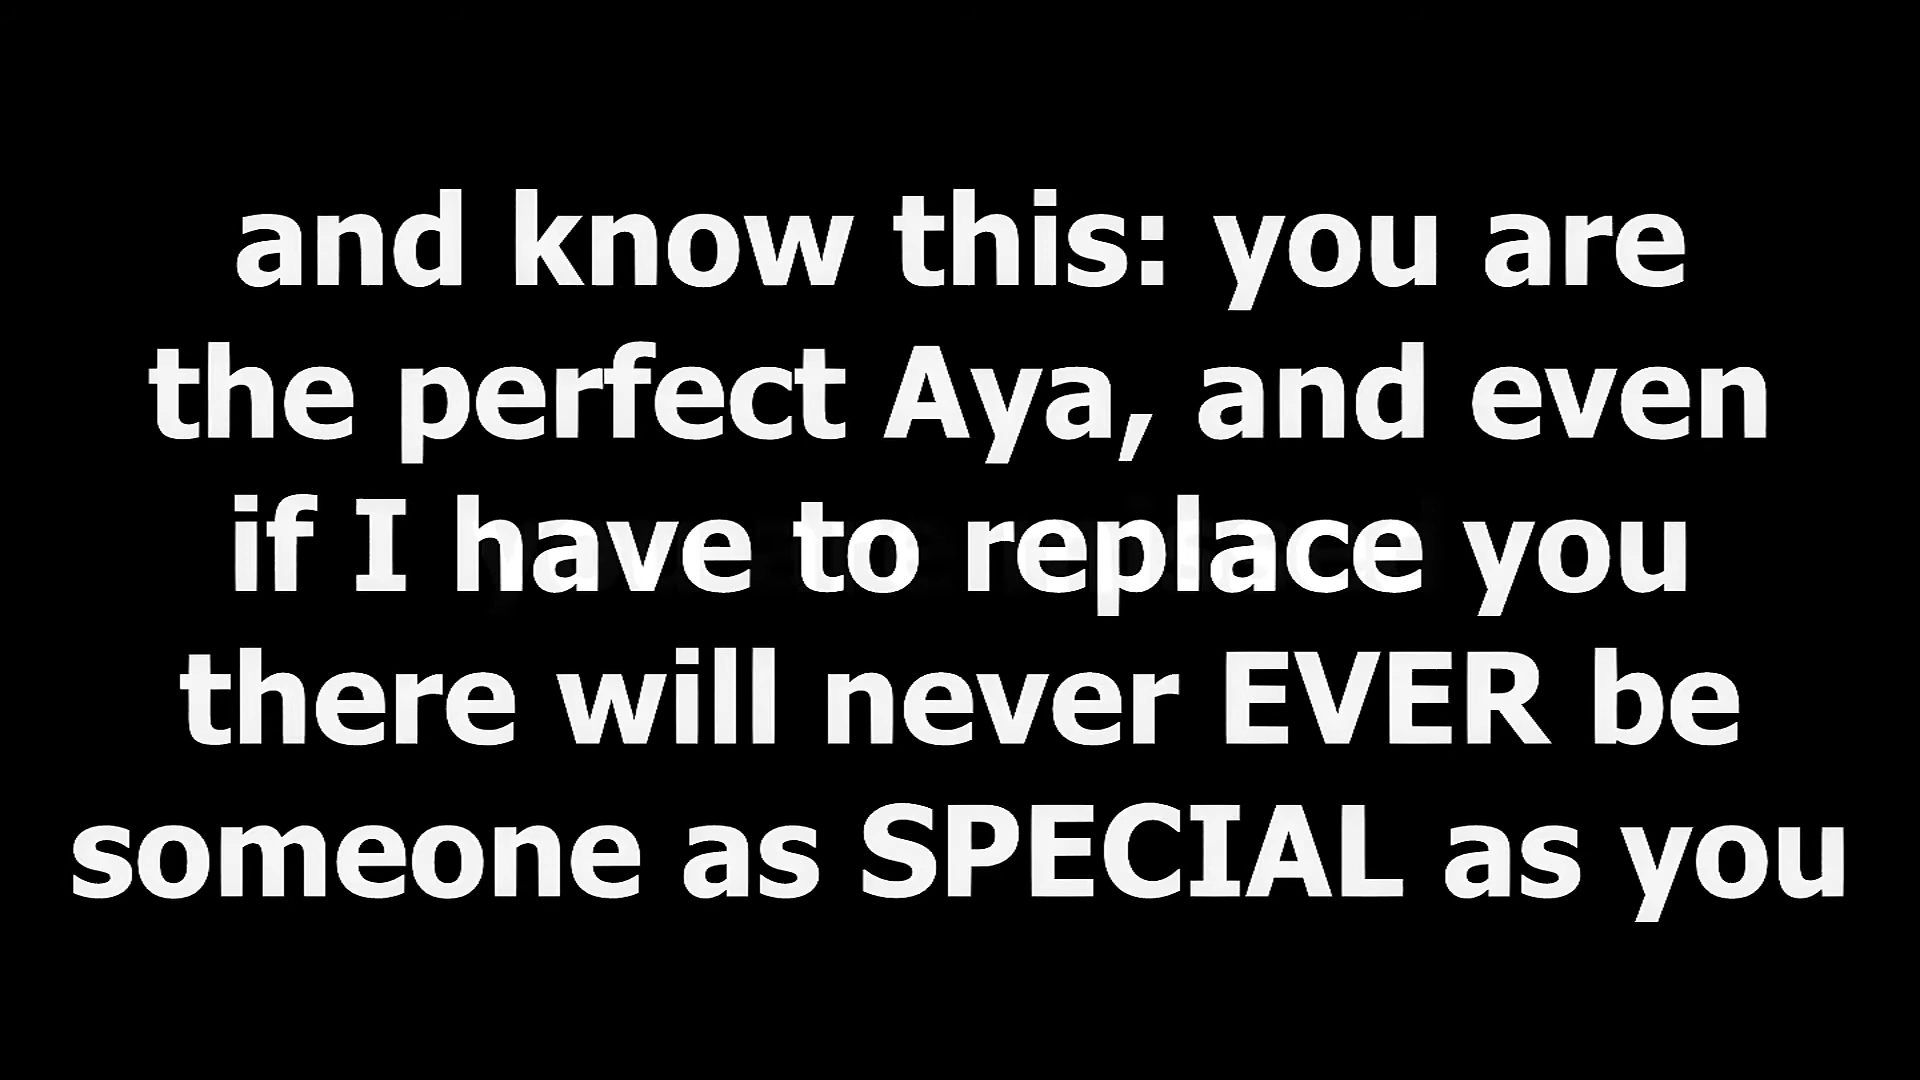 and know this: you are
the perfect Aya, and even
if I have to replace you
there will never EVER be
someone as SPECIAL as you